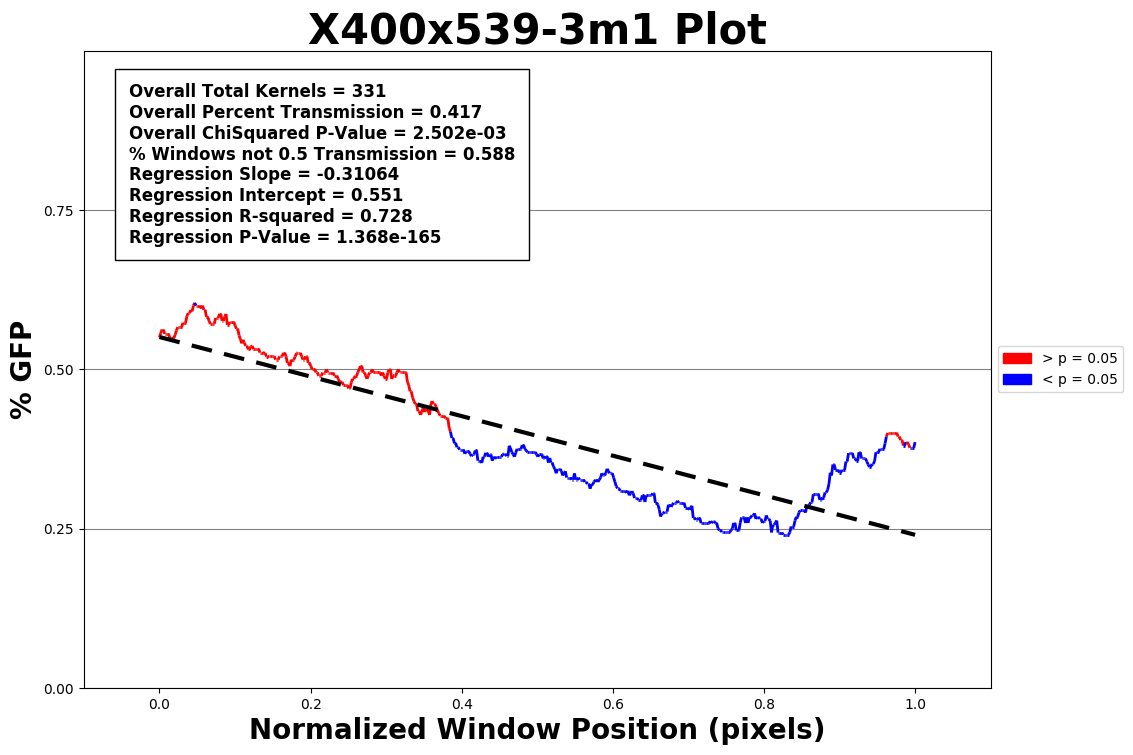 X400x539-3m1 Plot
Overall Total Kernels = 331
Overall Percent Transmission = 0.417
Overall ChiSquared P-Value = 2.502e-03
% Windows not 0.5 Transmission = 0.588
Regression Slope = -0.31064
Regression Intercept = 0.551
Regression R-squared = 0.728
Regression P-Value = 1.368e-165
% GFP
0.75
0.50
0.25
0.00
> p = 0.05
< p = 0.05
0.0 0.2 0.4 0.6 0.8 1.0
Normalized Window Position (pixels)